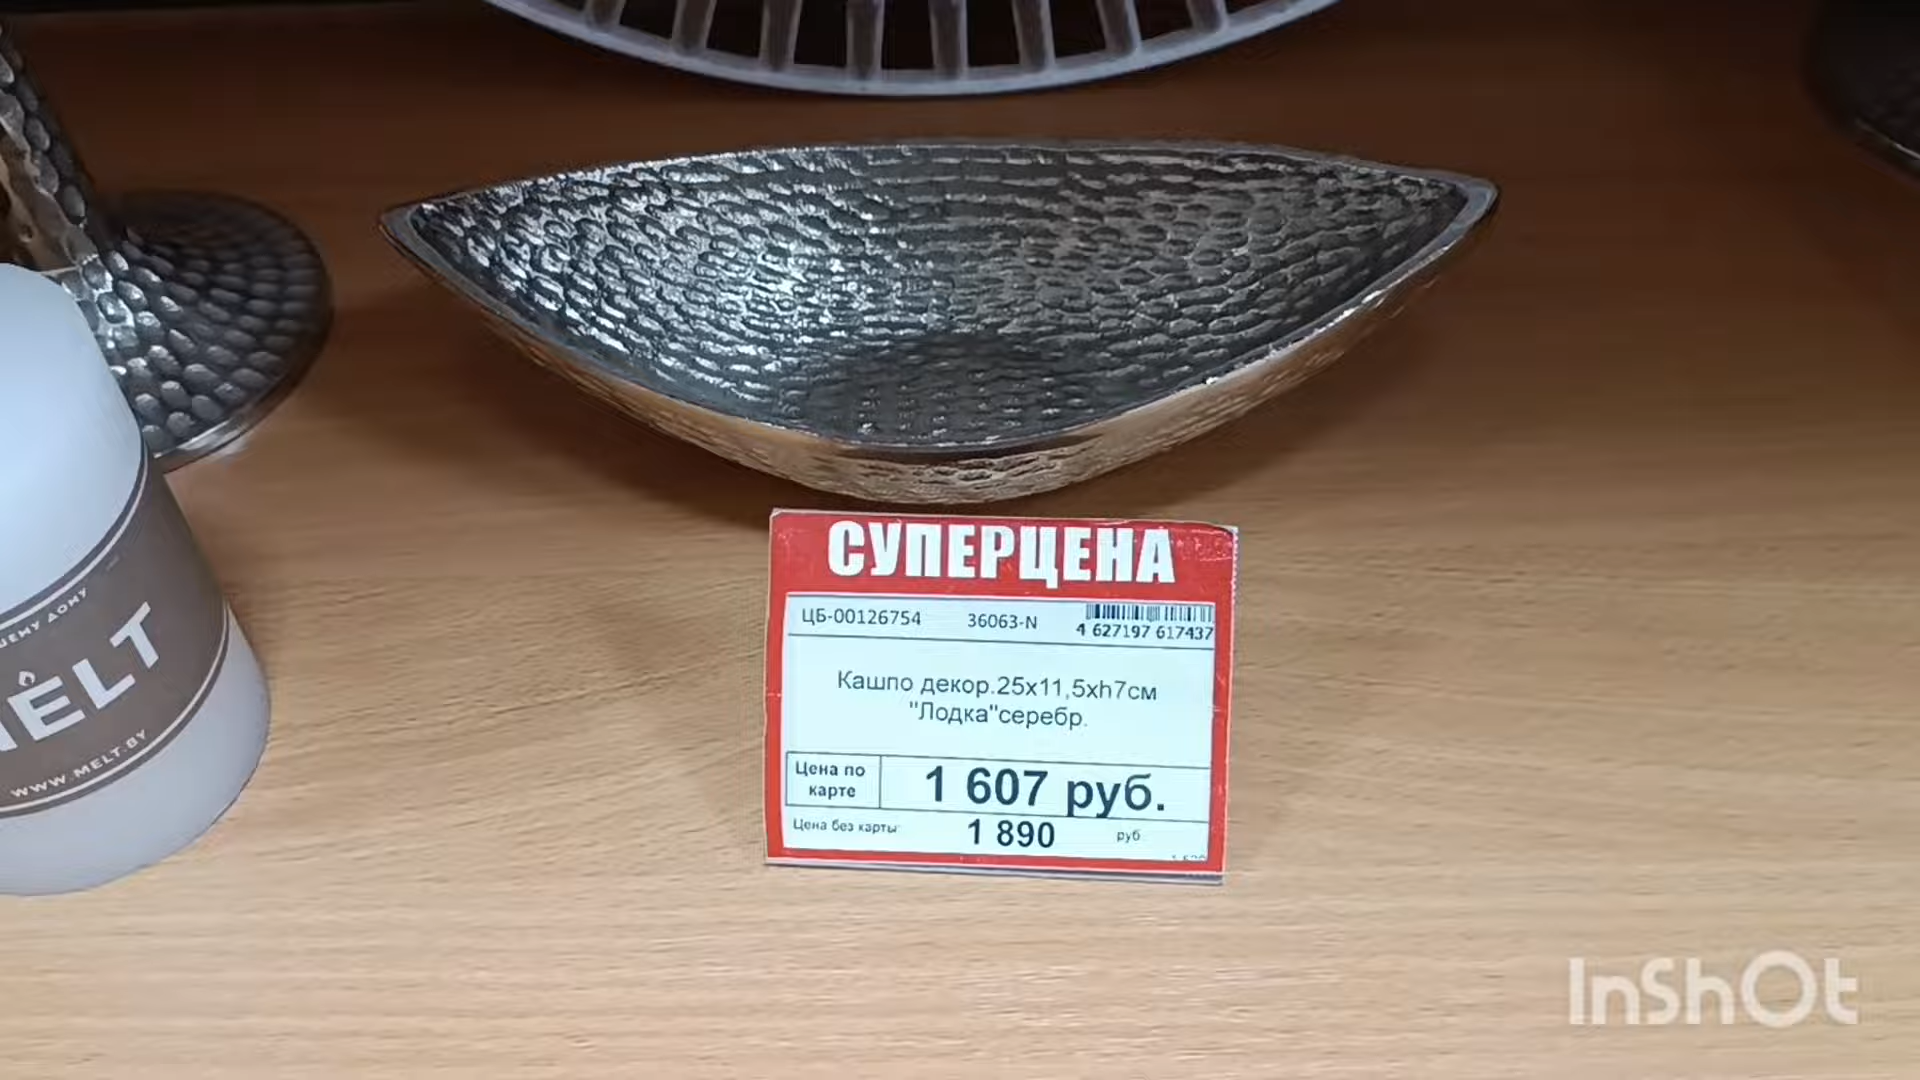 СУПЕРЦЕНА
ЦБ-00126754 36063-N 4 627197 617437
Кашпо декор.25х11,5хh7см
"Лодка"серебр.
Цена по карте 1 607 руб.
Цена без карты: 1 890 руб
ДОМУ
MELT
WWW.MELT.BY
InShOt